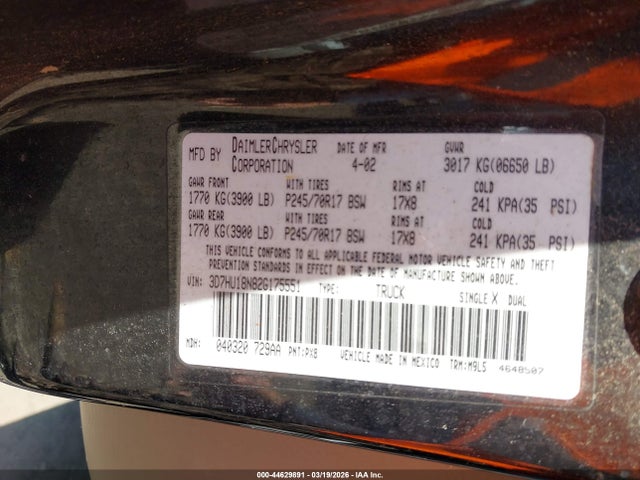 MFD BY DAIMLERCHRYSLER CORPORATION DATE OF MFR 4-02 GVWR 3017 KG(06650 LB)
GAWR FRONT WITH TIRES RIMS AT COLD
1770 KG(3900 LB) P245/70R17 BSW 17X8 241 KPA(35 PSI)
GAWR REAR WITH TIRES RIMS AT COLD
1770 KG(3900 LB) P245/70R17 BSW 17X8 241 KPA(35 PSI)
THIS VEHICLE CONFORMS TO ALL APPLICABLE FEDERAL MOTOR VEHICLE SAFETY AND
THEFT PREVENTION STANDARDS IN EFFECT ON THE DATE OF MANUFACTURE SHOWN ABOVE.
VIN: 3D7HU18N82G175551 TYPE: TRUCK SINGLE X DUAL
MDH: 040320 729AA PNT:PX8 VEHICLE MADE IN MEXICO TRM:M9LS 4648507
000-44629891 - 03/19/2026 - IAA Inc.